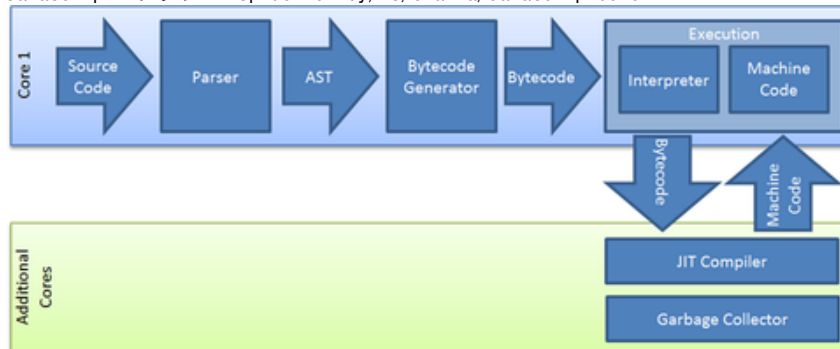 Core 1
Source
Code
Parser
AST
Bytecode
Generator
Bytecode
Execution
Interpreter
Machine
Code
Bytecode
Machine
Code
Additional
Cores
JIT Compiler
Garbage Collector